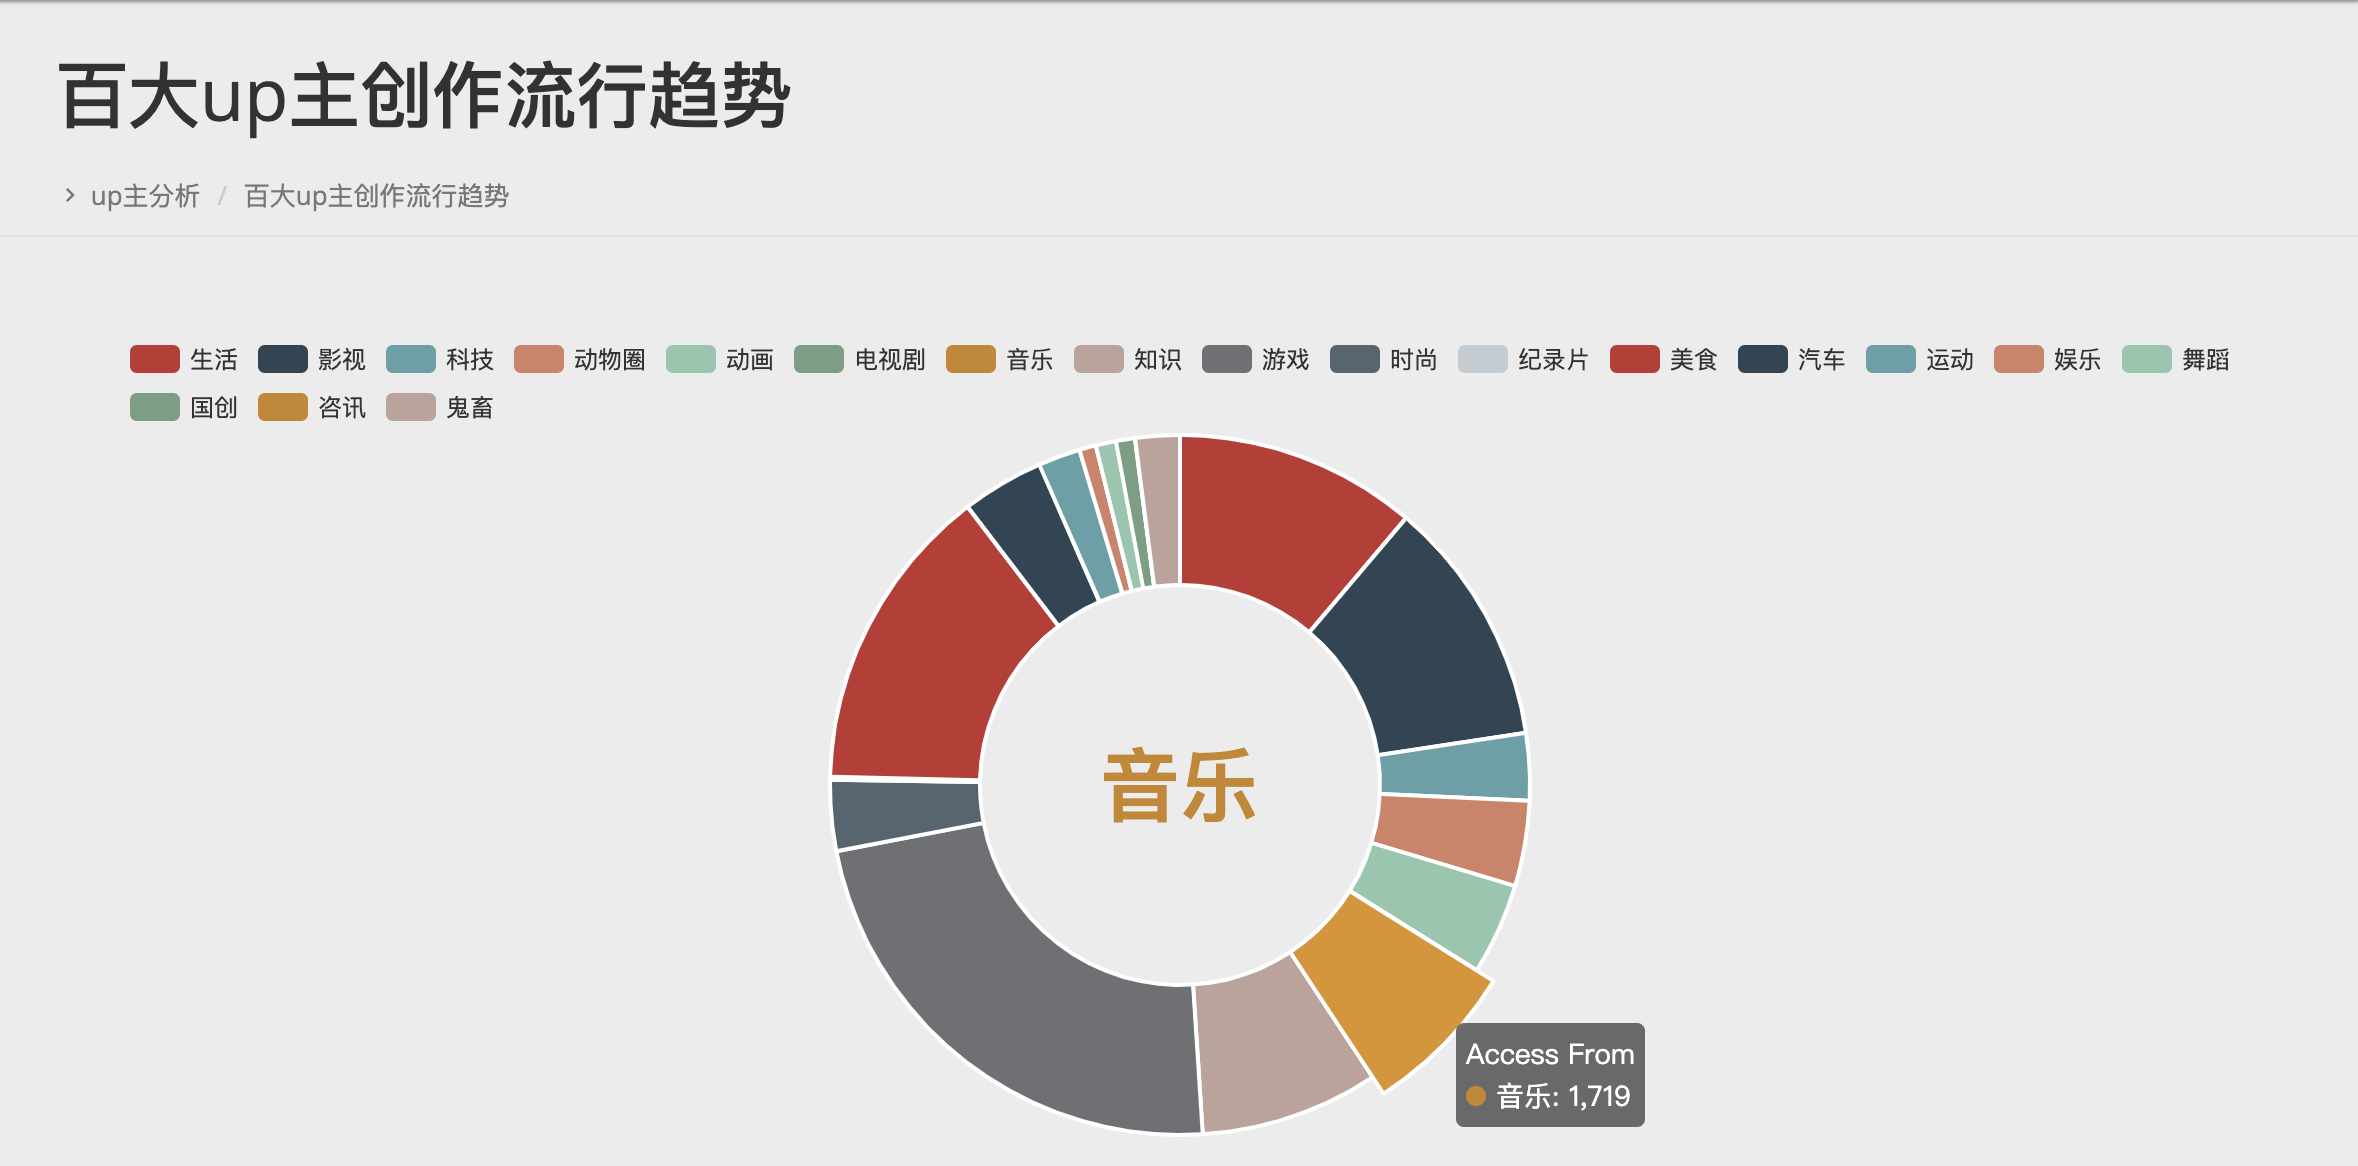 百大up主创作流行趋势
up主分析 / 百大up主创作流行趋势
生活 影视 科技 动物圈 动画 电视剧 音乐 知识 游戏 时尚 纪录片 美食 汽车 运动 娱乐 舞蹈
国创 咨讯 鬼畜
音乐
Access From
音乐: 1,719